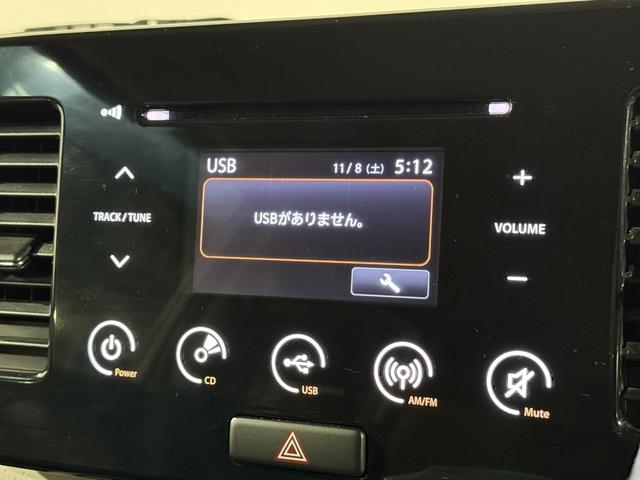 USB 11/8(土) 5:12
USBがありません。
TRACK/TUNE
VOLUME
Power
CD
USB
AM/FM
Mute